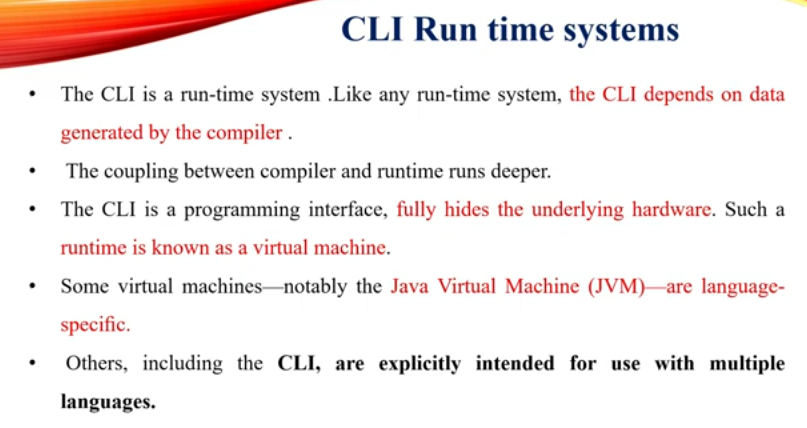 CLI Run time systems
• The CLI is a run-time system .Like any run-time system, the CLI depends on data
generated by the compiler .
• The coupling between compiler and runtime runs deeper.
• The CLI is a programming interface, fully hides the underlying hardware. Such a
runtime is known as a virtual machine.
• Some virtual machines—notably the Java Virtual Machine (JVM)—are language-
specific.
• Others, including the CLI, are explicitly intended for use with multiple
languages.